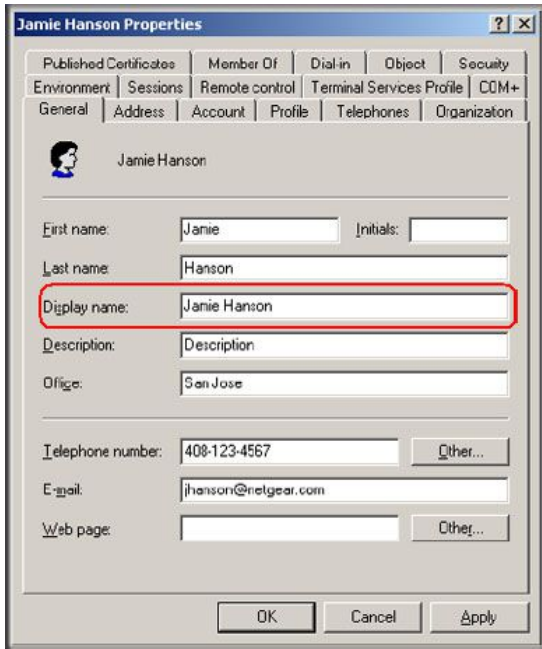 Jamie Hanson Properties ? ×
Published Certificates Member Of Dial-in Object Security
Environment Sessions Remote control Terminal Services Profile COM+
General Address Account Profile Telephones Organization
Jamie Hanson
First name: Jamie Initials:
Last name: Hanson
Display name: Jamie Hanson
Description: Description
Office: San Jose
Telephone number: 408-123-4567 Other...
E-mail: jhanson@netgear.com
Web page: Other...
OK Cancel Apply